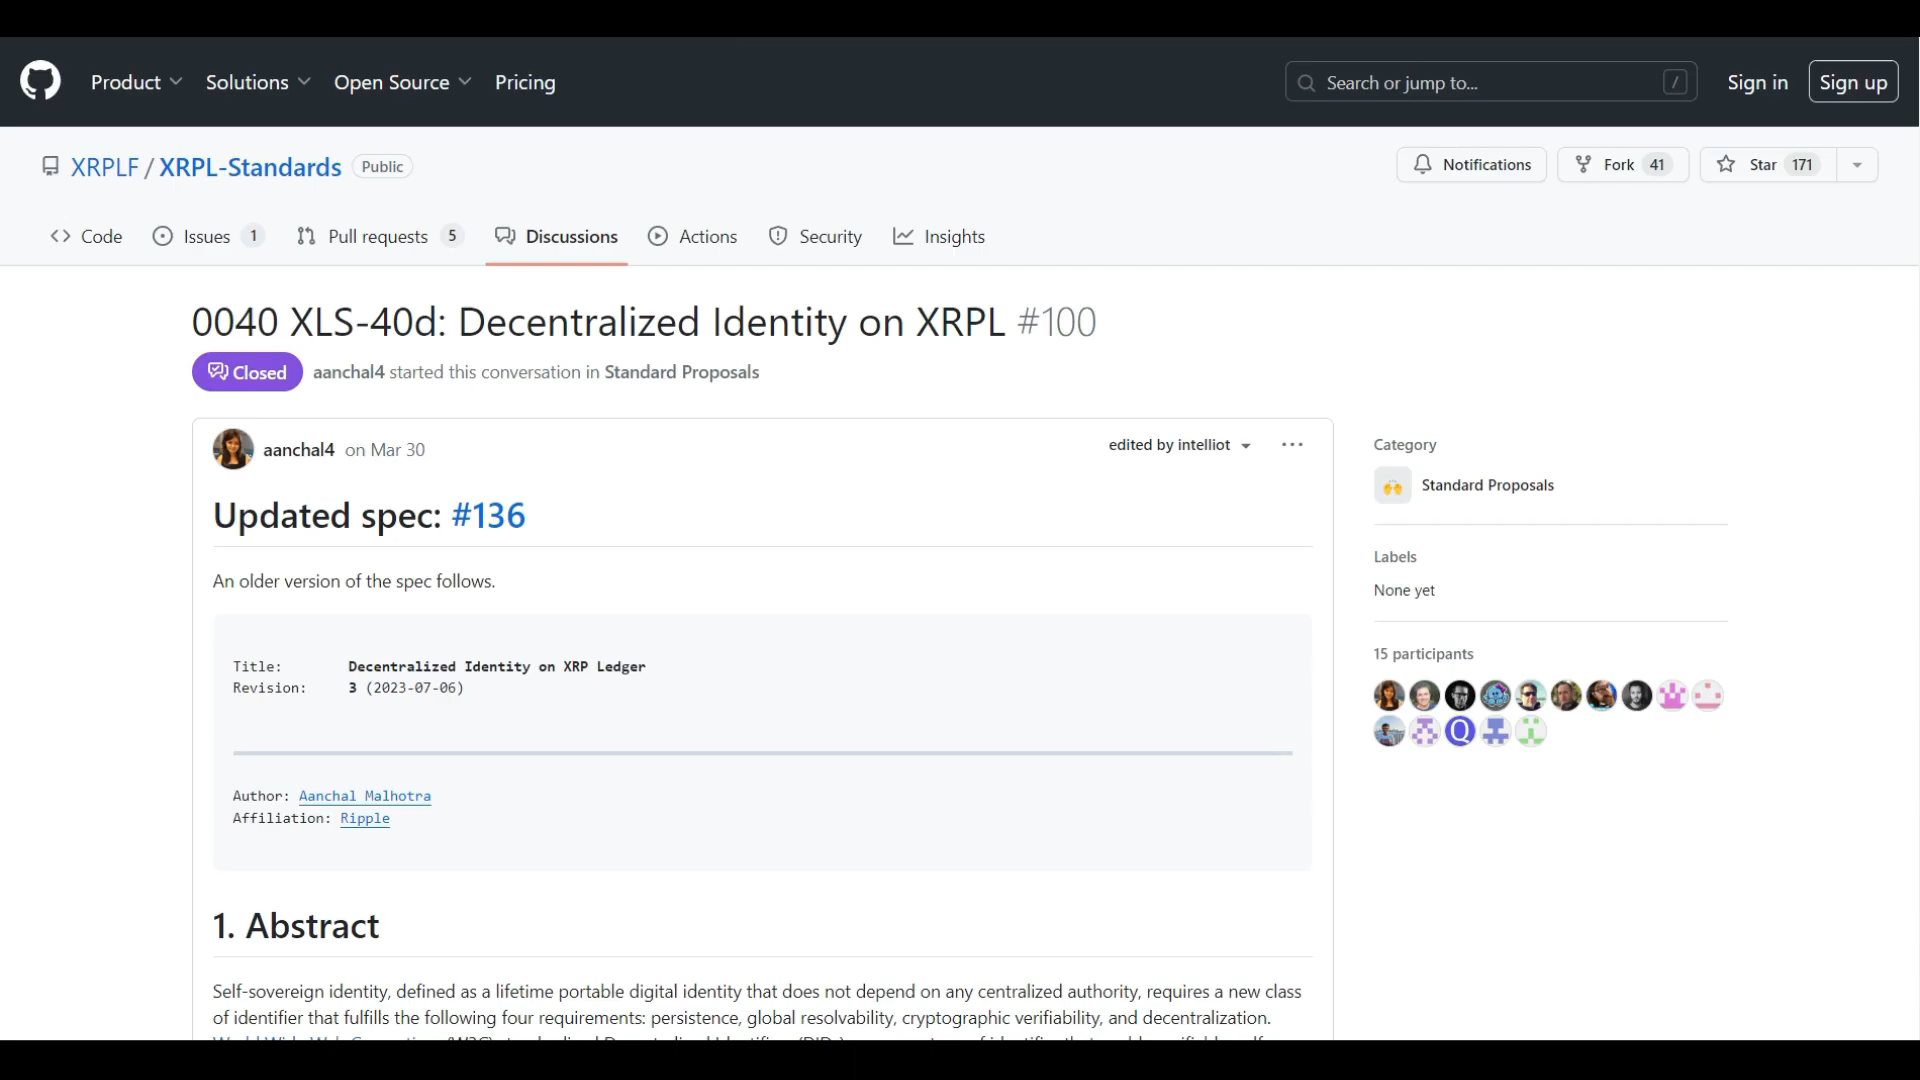 Product Solutions Open Source Pricing Search or jump to... / Sign in Sign up
XRPLF / XRPL-Standards Public Notifications Fork 41 Star 171
Code Issues 1 Pull requests 5 Discussions Actions Security Insights
0040 XLS-40d: Decentralized Identity on XRPL #100
Closed aanchal4 started this conversation in Standard Proposals
aanchal4 on Mar 30 edited by intelliot
Updated spec: #136
An older version of the spec follows.
Title: Decentralized Identity on XRP Ledger
Revision: 3 (2023-07-06)
Author: Aanchal Malhotra
Affiliation: Ripple
1. Abstract
Self-sovereign identity, defined as a lifetime portable digital identity that does not depend on any centralized authority, requires a new class
of identifier that fulfills the following four requirements: persistence, global resolvability, cryptographic verifiability, and decentralization.
Category
Standard Proposals
Labels
None yet
15 participants
Q